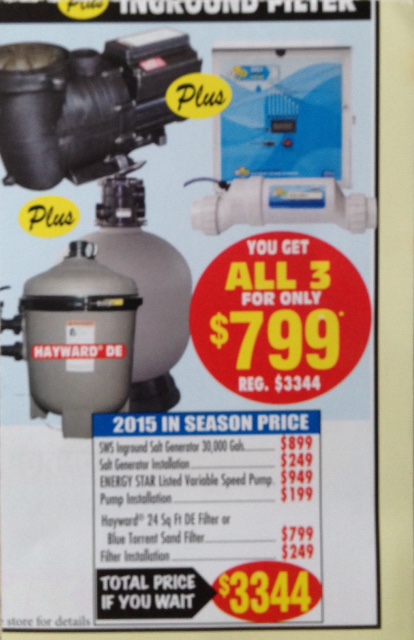 Plus INGROUND FILTER
Plus
Plus
HAYWARD® DE
YOU GET
ALL 3
FOR ONLY
$799*
REG. $3344
2015 IN SEASON PRICE
SWS Inground Salt Generator 30,000 Gals. $899
Salt Generator Installation $249
ENERGY STAR Listed Variable Speed Pump. $949
Pump Installation $199
Hayward® 24 Sq Ft DE Filter or
Blue Torrent Sand Filter $799
Filter Installation $249
TOTAL PRICE
IF YOU WAIT
$3344
store for details